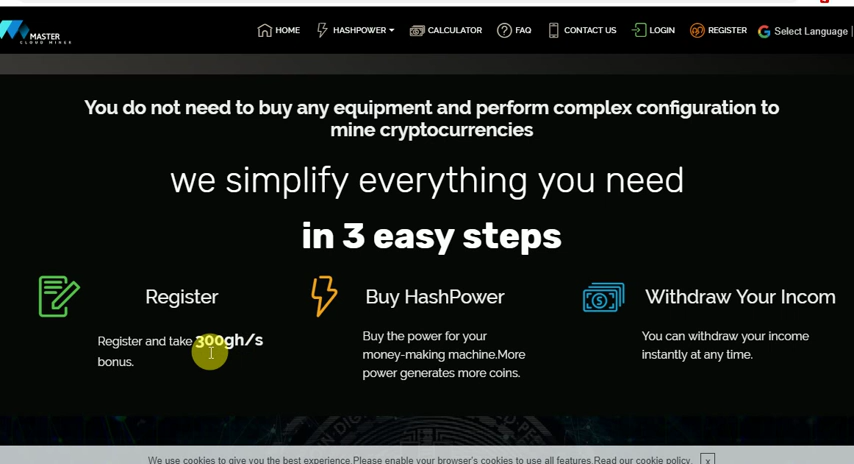 MASTER
CLOUD MINER
HOME
HASHPOWER
CALCULATOR
FAQ
CONTACT US
LOGIN
REGISTER
Select Language
You do not need to buy any equipment and perform complex configuration to
mine cryptocurrencies
we simplify everything you need
in 3 easy steps
Register
Register and take 300gh/s
bonus.
Buy HashPower
Buy the power for your
money-making machine.More
power generates more coins.
Withdraw Your Incom
You can withdraw your income
instantly at any time.
We use cookies to give you the best experience.Please enable your browser's cookies to use all features.Read our cookie policy.
x